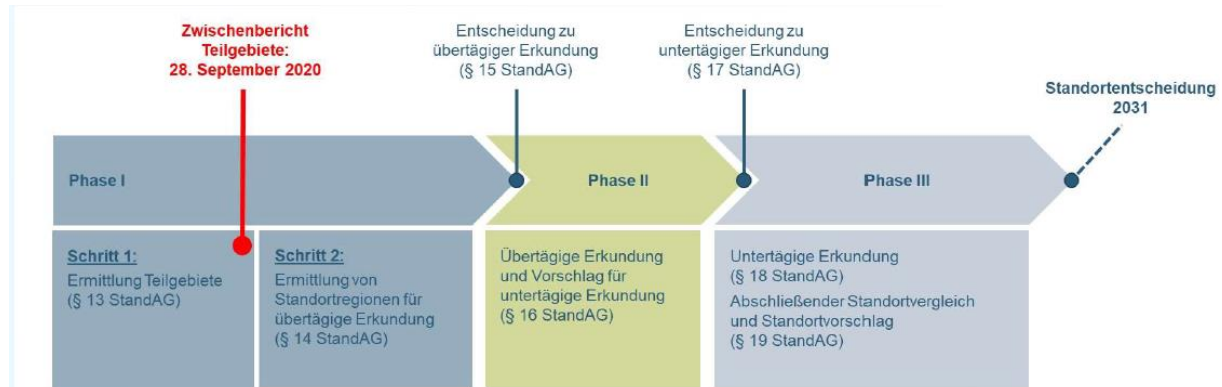 Zwischenbericht
Teilgebiete:
28. September 2020
Entscheidung zu
übertägiger Erkundung
(§ 15 StandAG)
Entscheidung zu
untertägiger Erkundung
(§ 17 StandAG)
Standortentscheidung
2031
Phase I
Phase II
Phase III
Schritt 1:
Ermittlung Teilgebiete
(§ 13 StandAG)
Schritt 2:
Ermittlung von
Standortregionen für
übertägige Erkundung
(§ 14 StandAG)
Übertägige Erkundung
und Vorschlag für
untertägige Erkundung
(§ 16 StandAG)
Untertägige Erkundung
(§ 18 StandAG)
Abschließender Standortvergleich
und Standortvorschlag
(§ 19 StandAG)